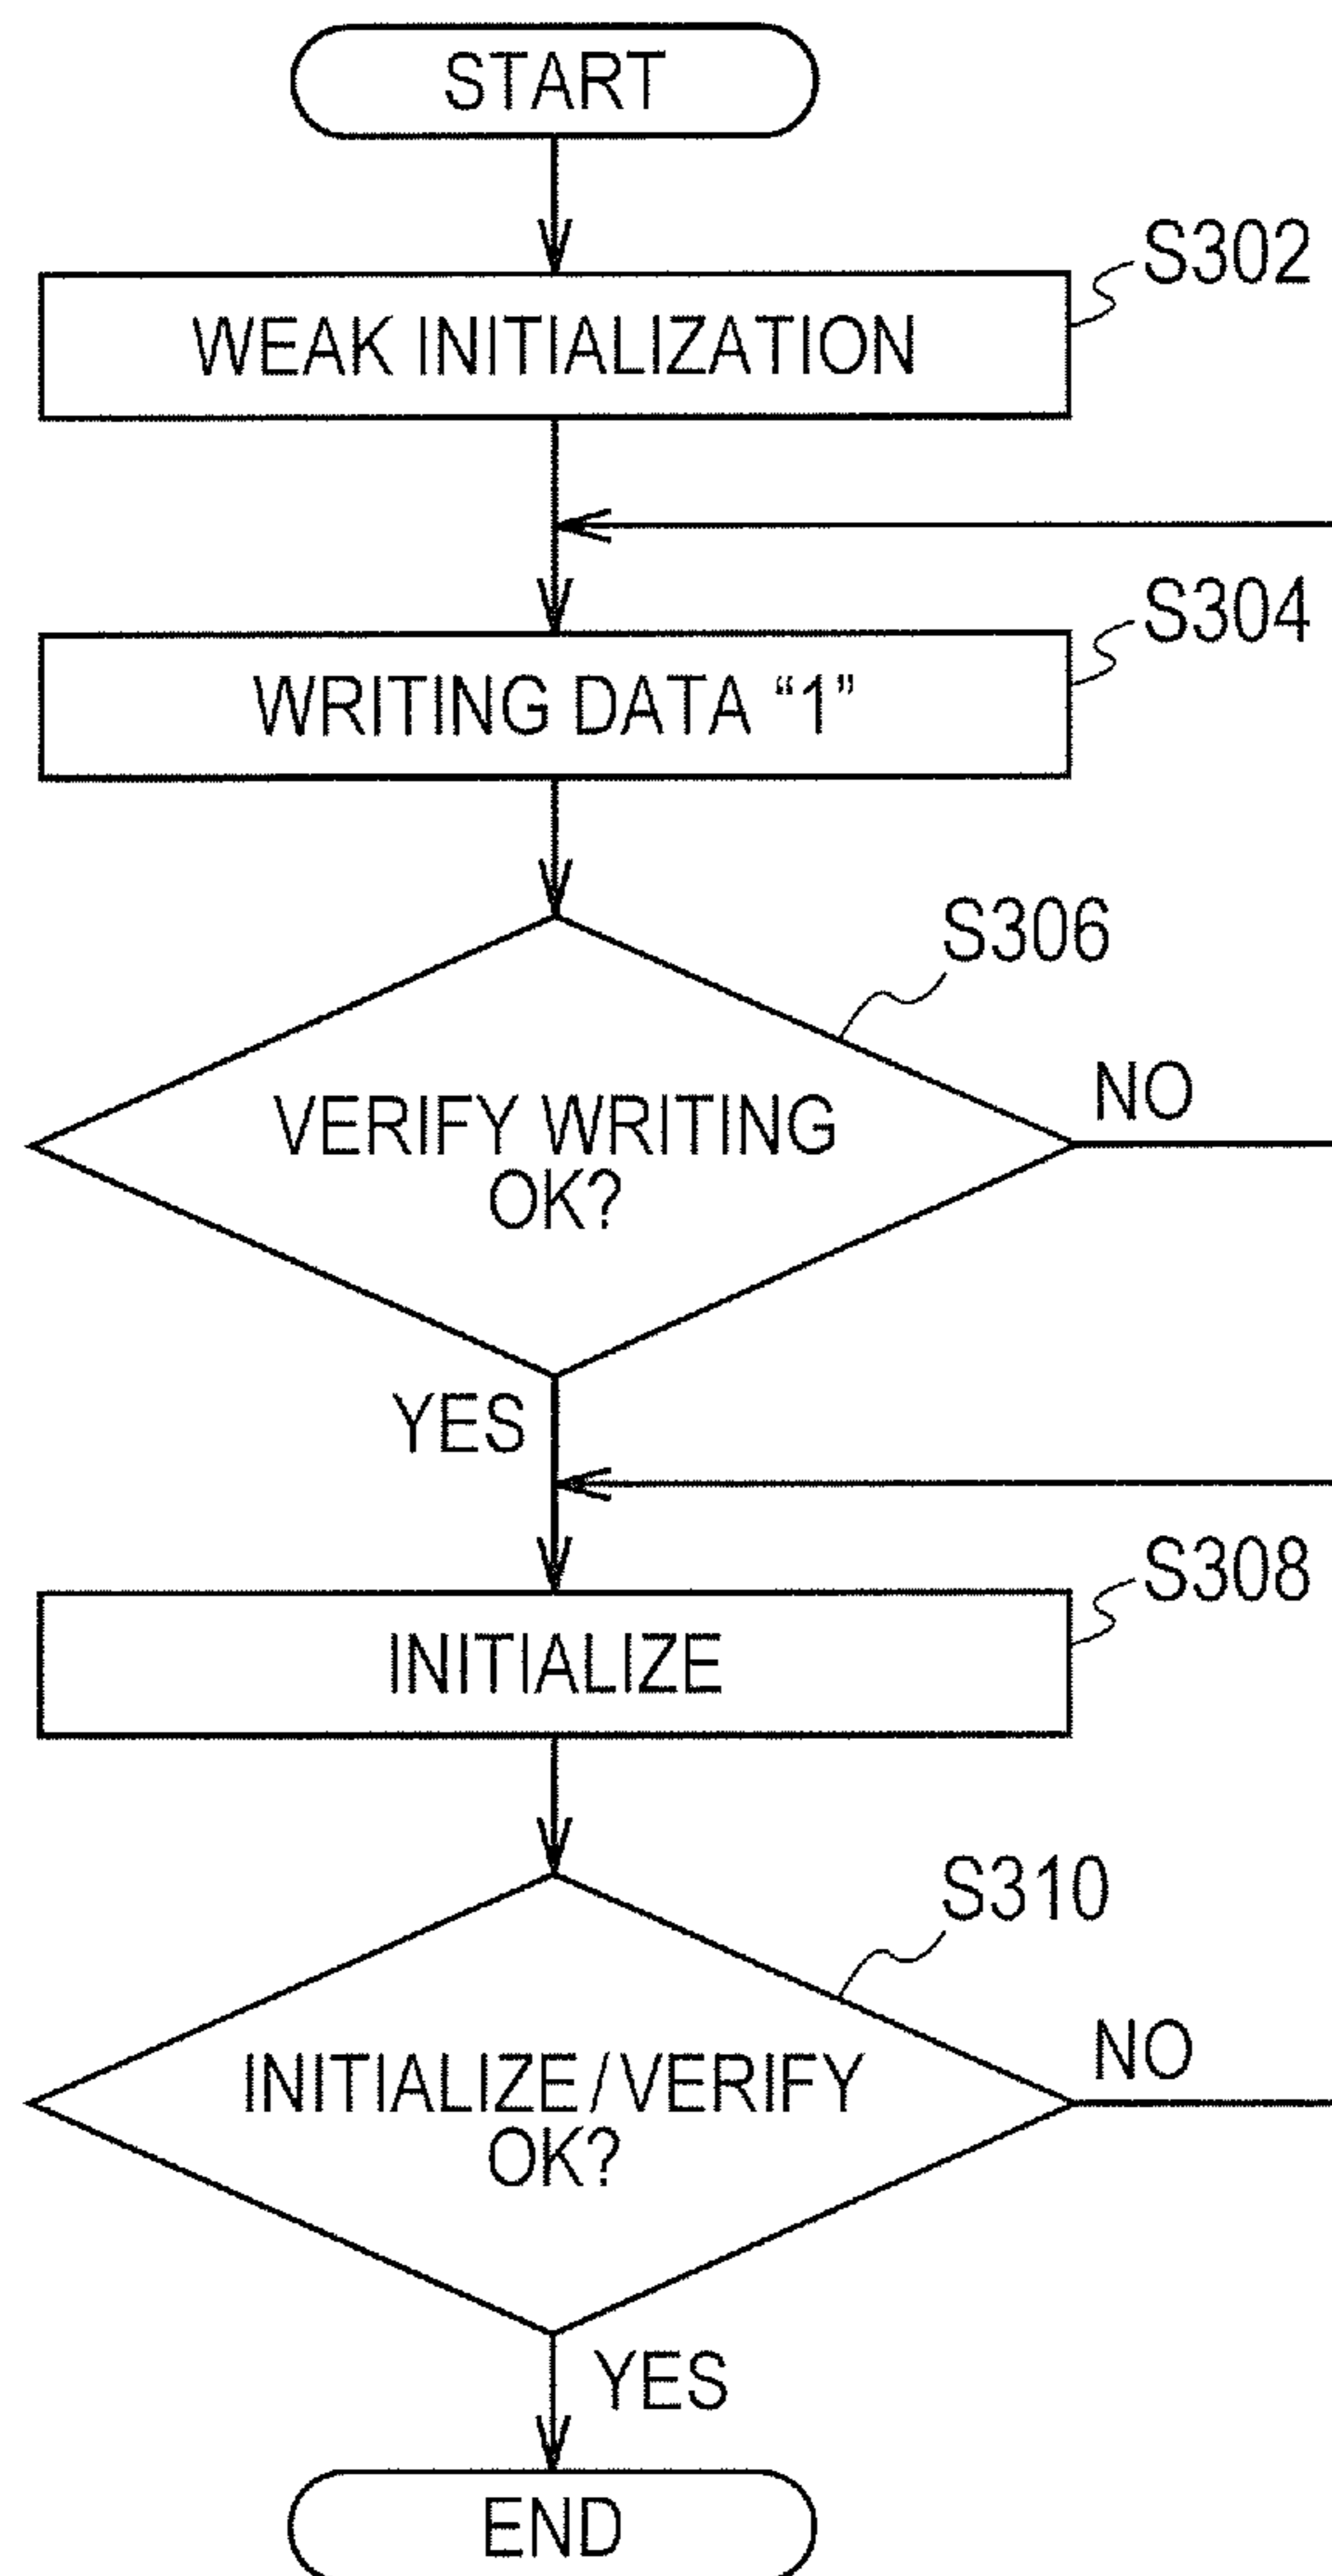 START
S302
WEAK INITIALIZATION
S304
WRITING DATA “1”
S306
NO
VERIFY WRITING
OK?
YES
S308
INITIALIZE
S310
NO
INITIALIZE/VERIFY
OK?
YES
END